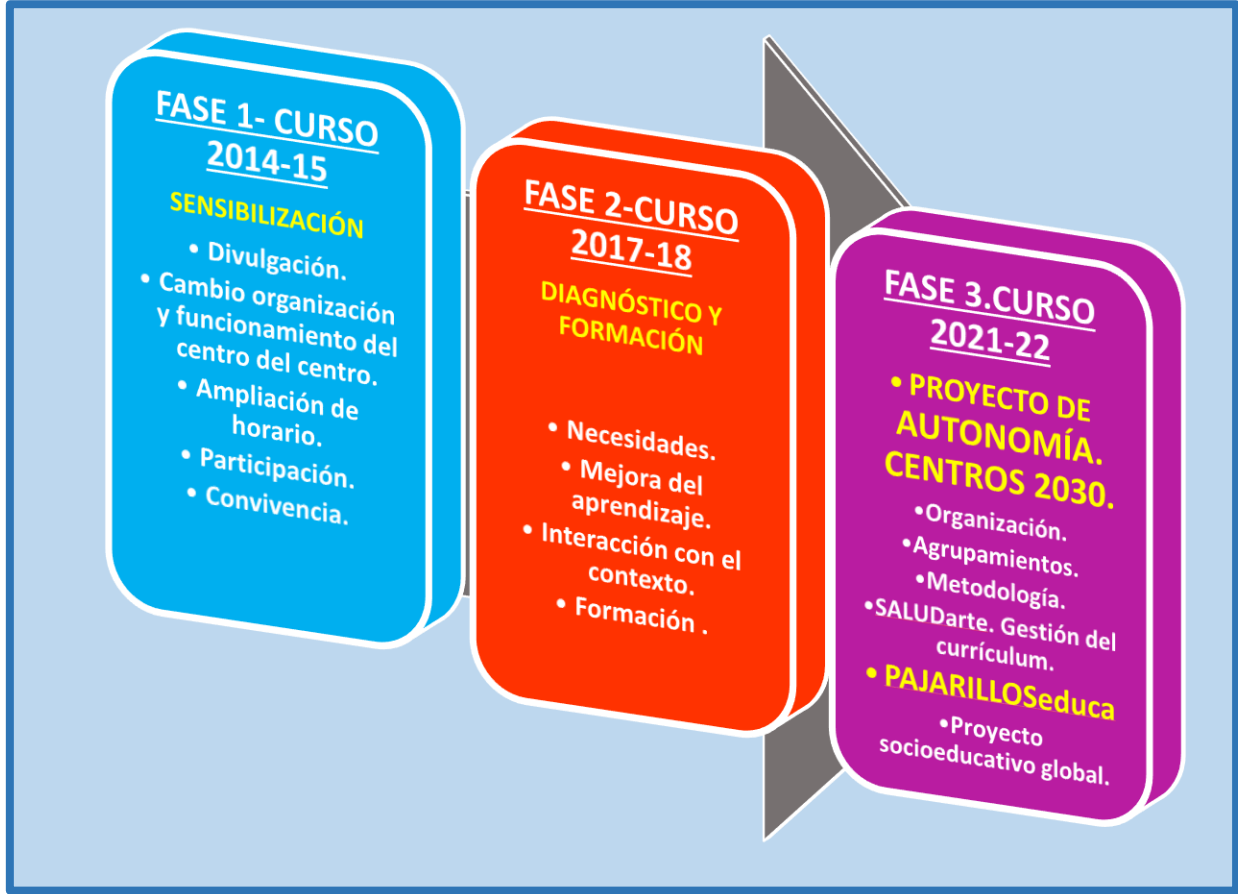 FASE 1- CURSO
2014-15
SENSIBILIZACIÓN
• Divulgación.
• Cambio organización
y funcionamiento del
centro del centro.
• Ampliación de
horario.
• Participación.
• Convivencia.
FASE 2-CURSO
2017-18
DIAGNÓSTICO Y
FORMACIÓN
• Necesidades.
• Mejora del
aprendizaje.
• Interacción con el
contexto.
• Formación .
FASE 3.CURSO
2021-22
• PROYECTO DE
AUTONOMÍA.
CENTROS 2030.
•Organización.
•Agrupamientos.
•Metodología.
•SALUDarte. Gestión del
currículum.
• PAJARILLOSeduca
•Proyecto
socioeducativo global.